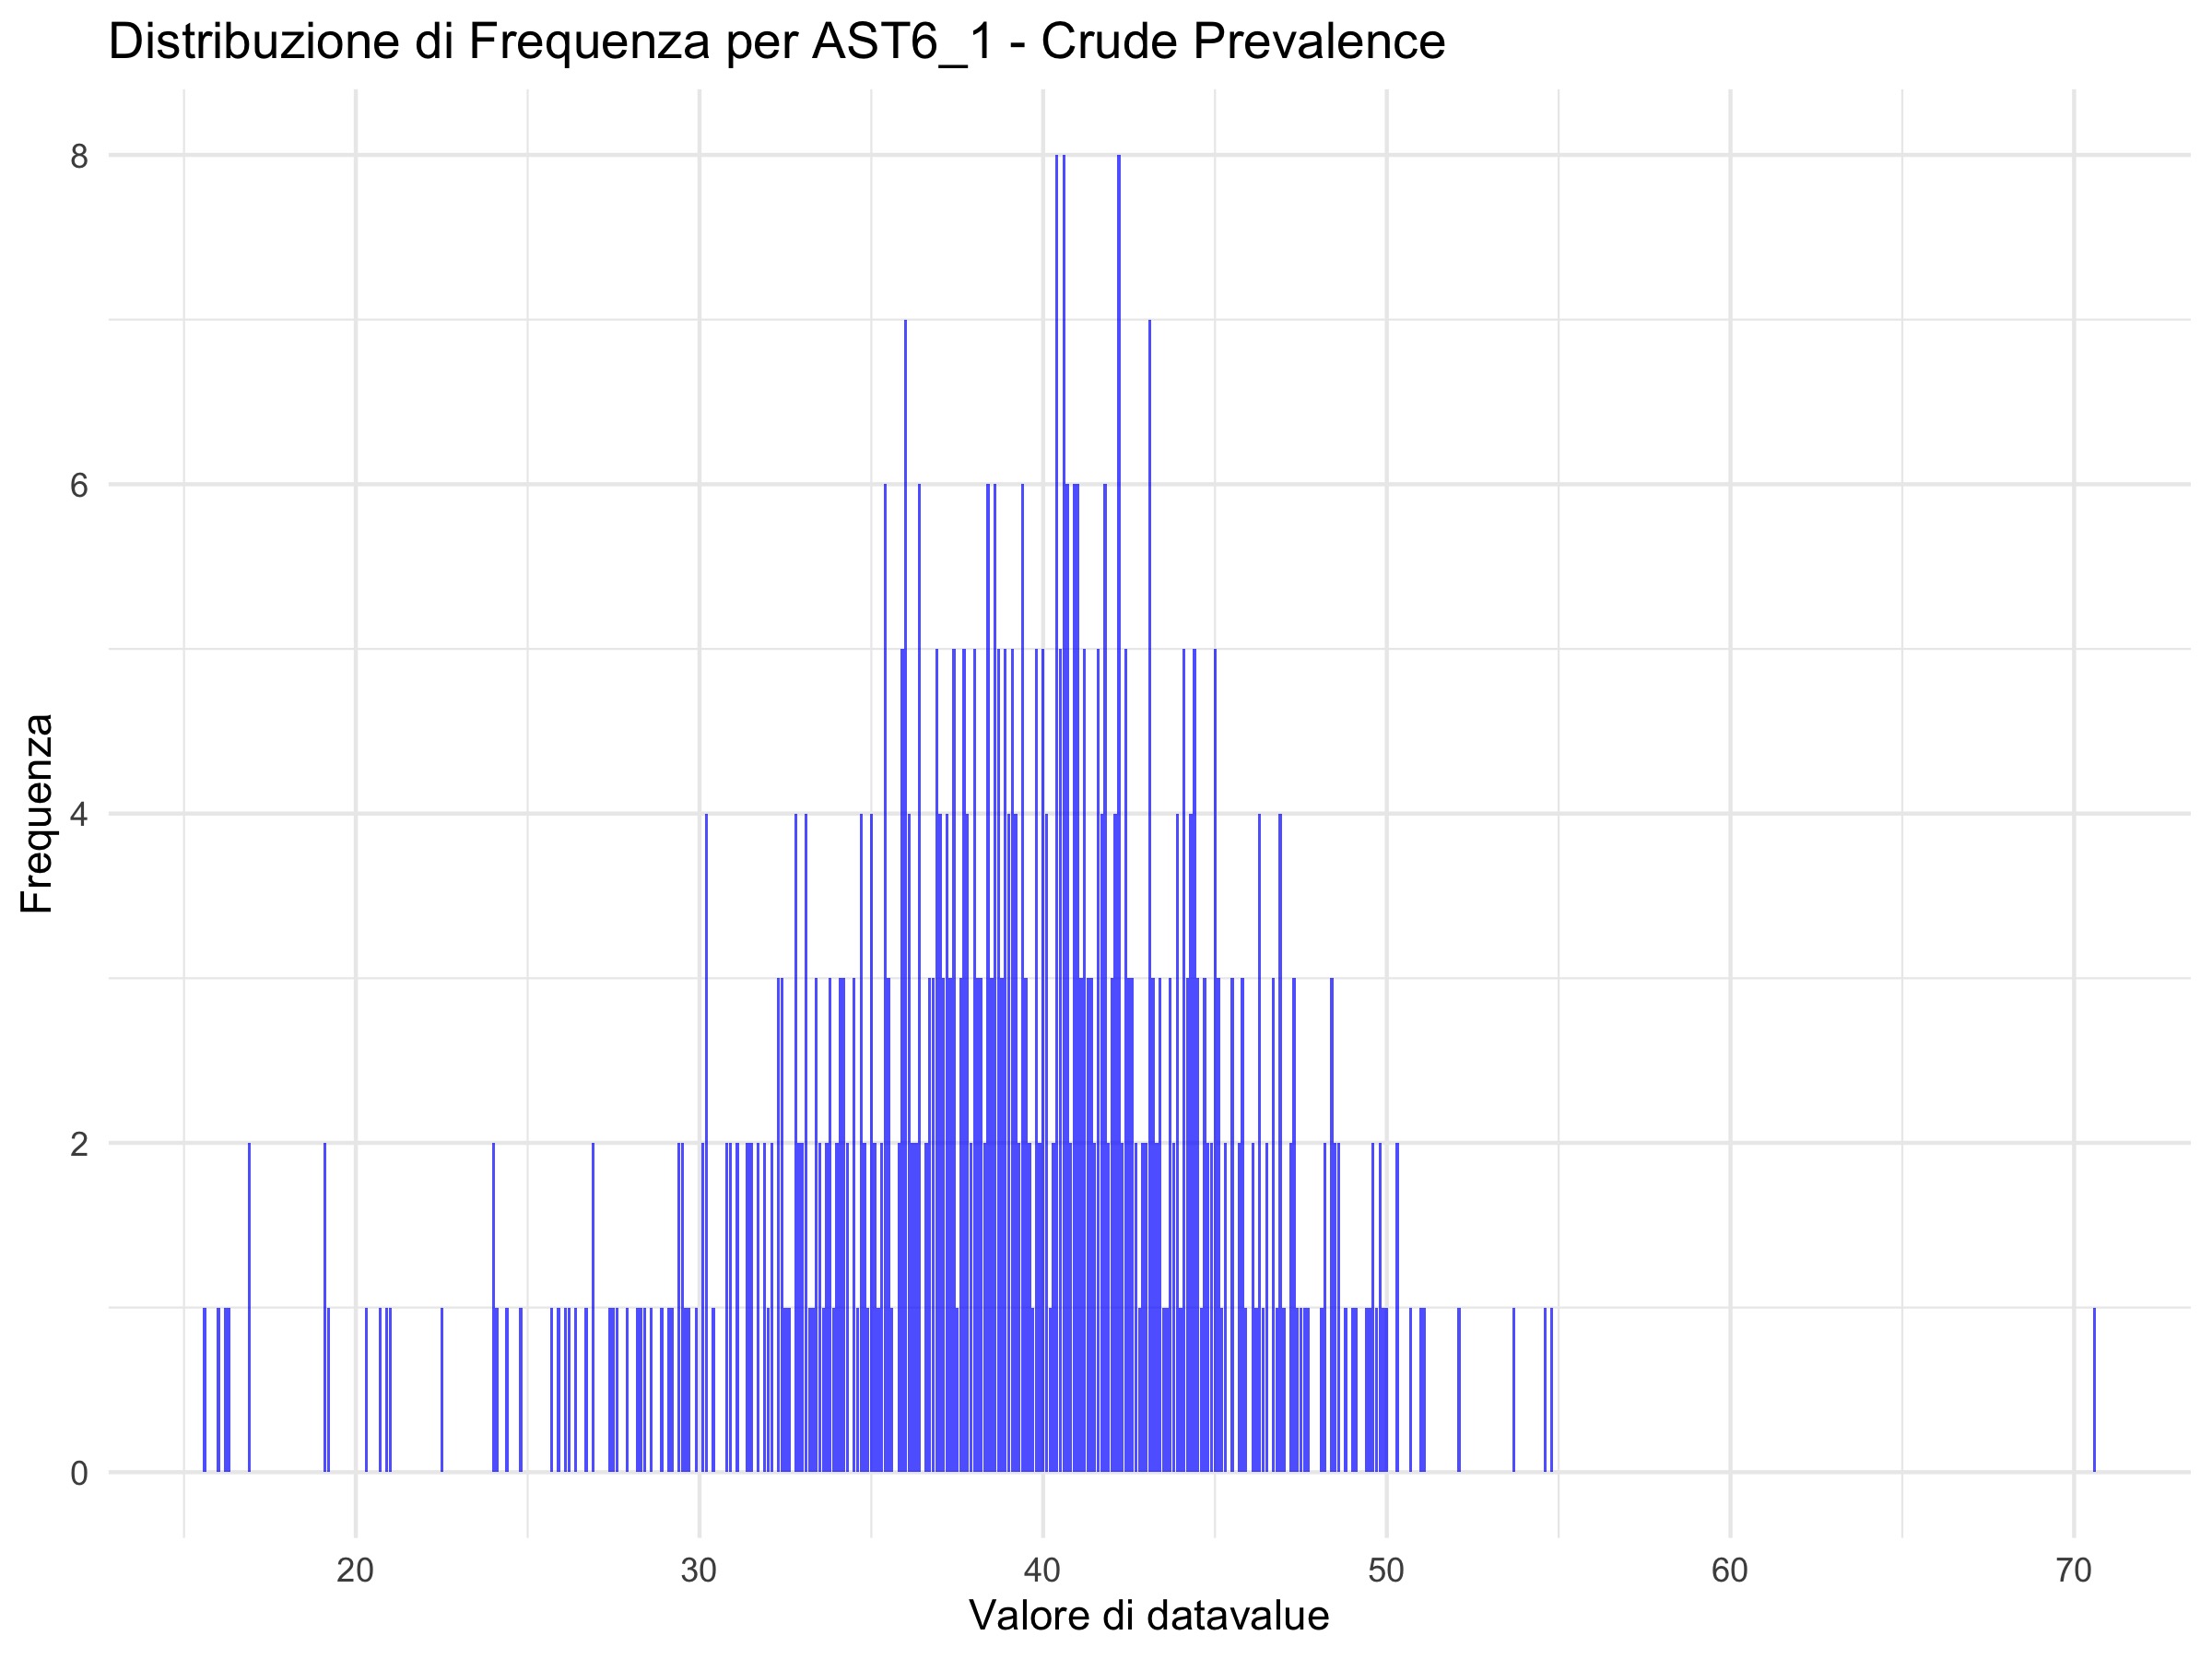 Distribuzione di Frequenza per AST6_1 - Crude Prevalence
Frequenza
8
6
4
2
0
20 30 40 50 60 70
Valore di datavalue